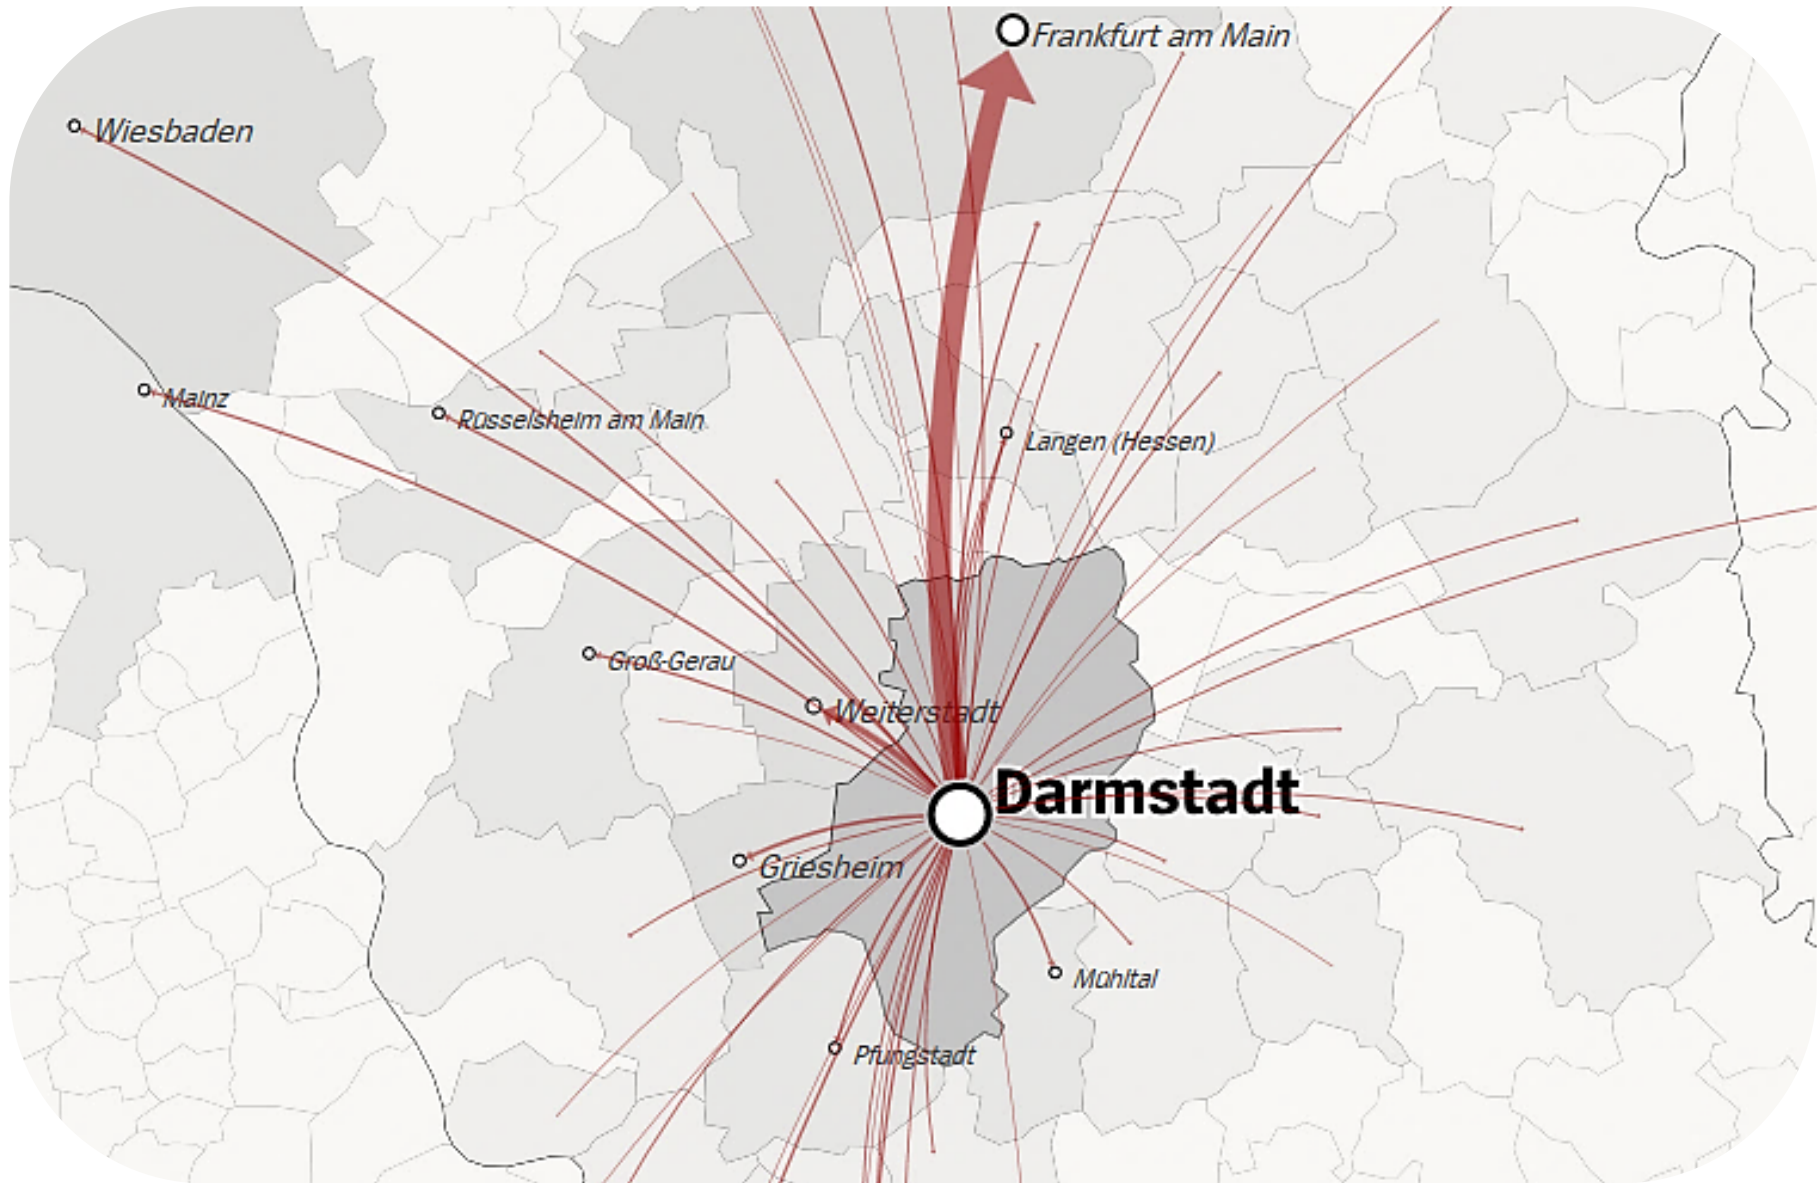 Frankfurt am Main
Wiesbaden
Mainz
Rüsselsheim am Main
Langen (Hessen)
Groß-Gerau
Weiterstadt
Darmstadt
Griesheim
Mühltal
Pfungstadt